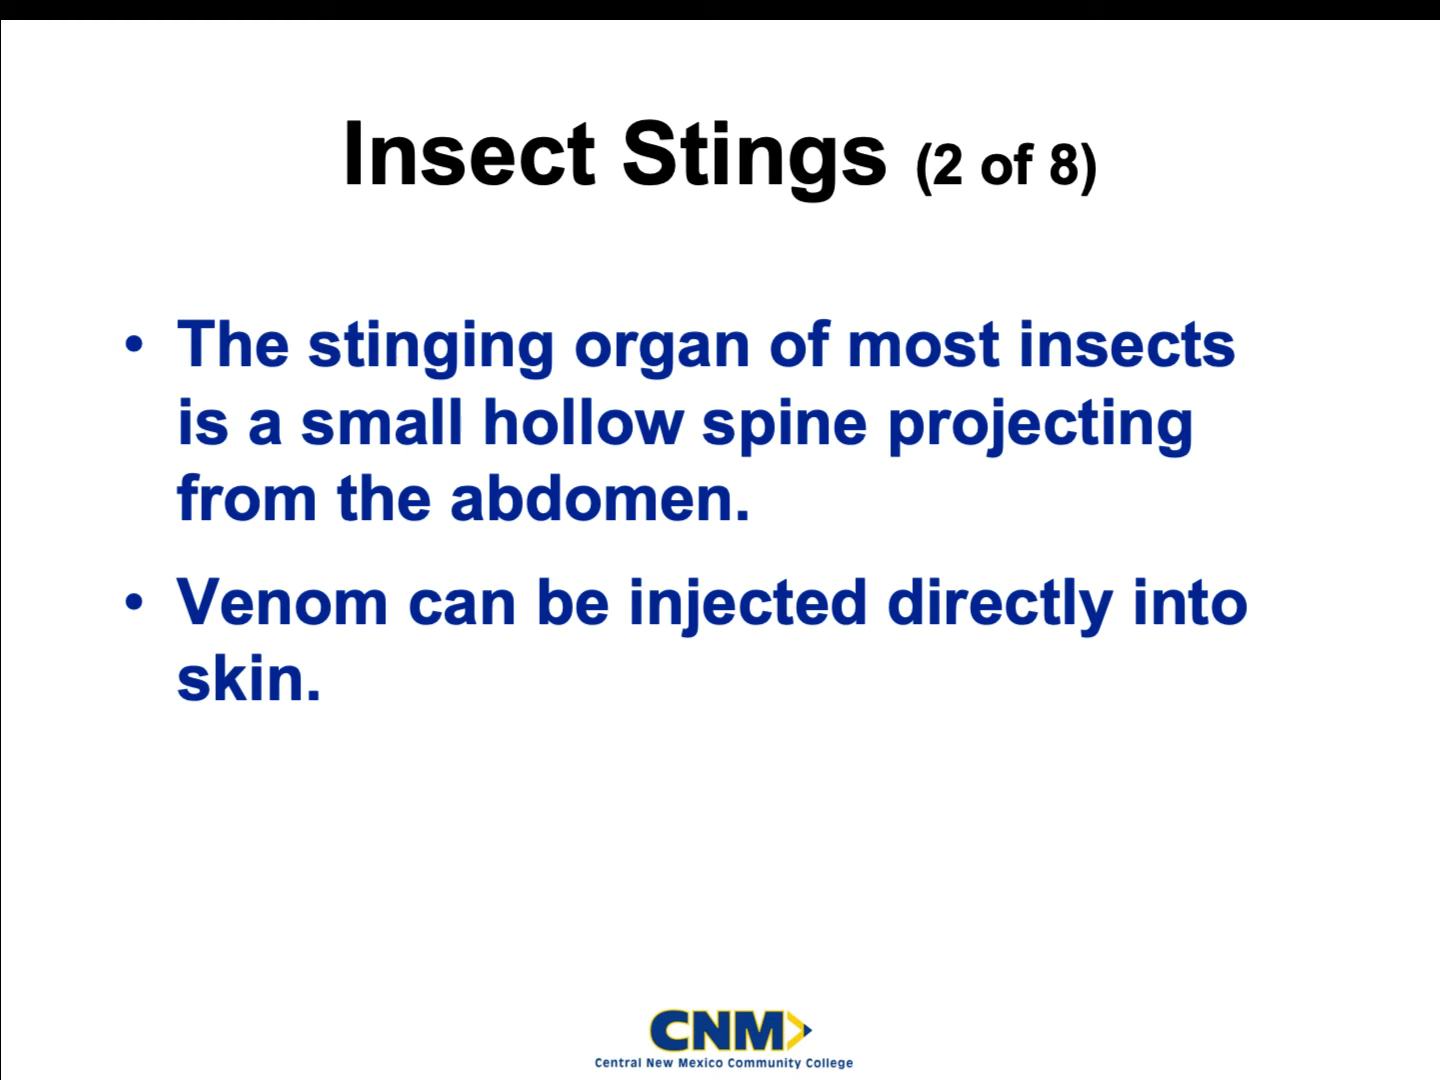 Insect Stings (2 of 8)
• The stinging organ of most insects
is a small hollow spine projecting
from the abdomen.
• Venom can be injected directly into
skin.
CNM
Central New Mexico Community College